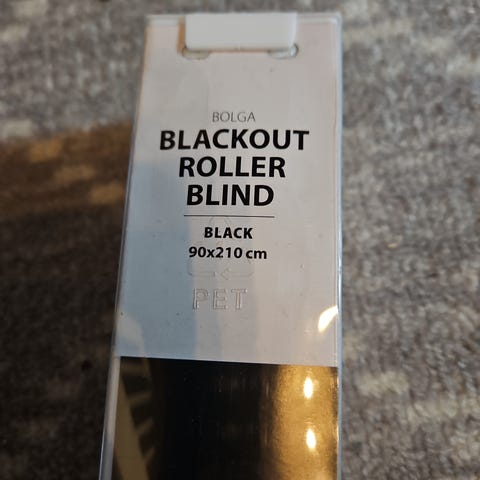 BOLGA
BLACKOUT
ROLLER
BLIND
BLACK
90x210 cm
PET